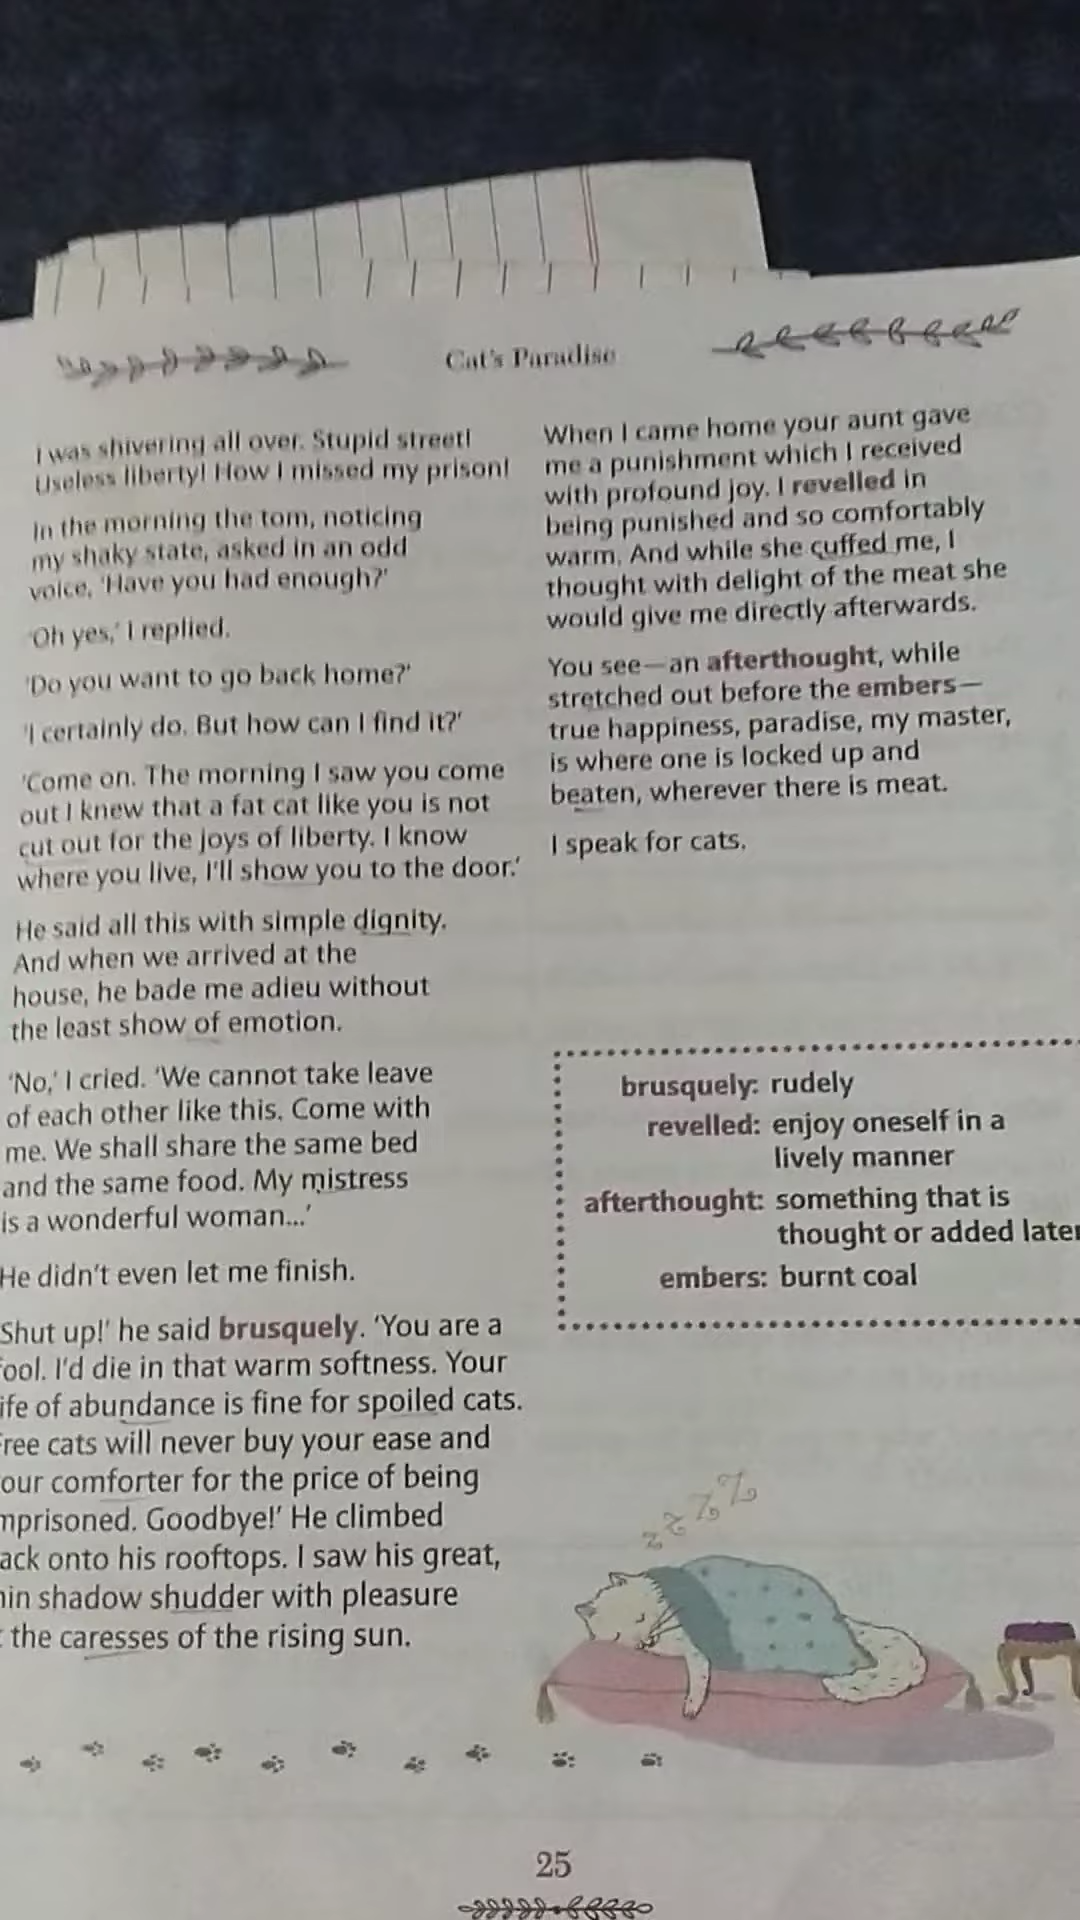 Cat's Paradise
I was shivering all over. Stupid street!
Useless liberty! How I missed my prison!
In the morning the tom, noticing
my shaky state, asked in an odd
voice, 'Have you had enough?'
'Oh yes,' I replied.
'Do you want to go back home?'
'I certainly do. But how can I find it?'
'Come on. The morning I saw you come
out I knew that a fat cat like you is not
cut out for the joys of liberty. I know
where you live, I'll show you to the door.'
He said all this with simple dignity.
And when we arrived at the
house, he bade me adieu without
the least show of emotion.
'No,' I cried. 'We cannot take leave
of each other like this. Come with
me. We shall share the same bed
and the same food. My mistress
is a wonderful woman...'
He didn't even let me finish.
Shut up!' he said brusquely. 'You are a
ool. I'd die in that warm softness. Your
ife of abundance is fine for spoiled cats.
ree cats will never buy your ease and
our comforter for the price of being
mprisoned. Goodbye!' He climbed
ack onto his rooftops. I saw his great,
in shadow shudder with pleasure
the caresses of the rising sun.
When I came home your aunt gave
me a punishment which I received
with profound joy. I revelled in
being punished and so comfortably
warm. And while she cuffed me, I
thought with delight of the meat she
would give me directly afterwards.
You see—an afterthought, while
stretched out before the embers—
true happiness, paradise, my master,
is where one is locked up and
beaten, wherever there is meat.
I speak for cats.
brusquely: rudely
revelled: enjoy oneself in a
lively manner
afterthought: something that is
thought or added later
embers: burnt coal
zzzz
25